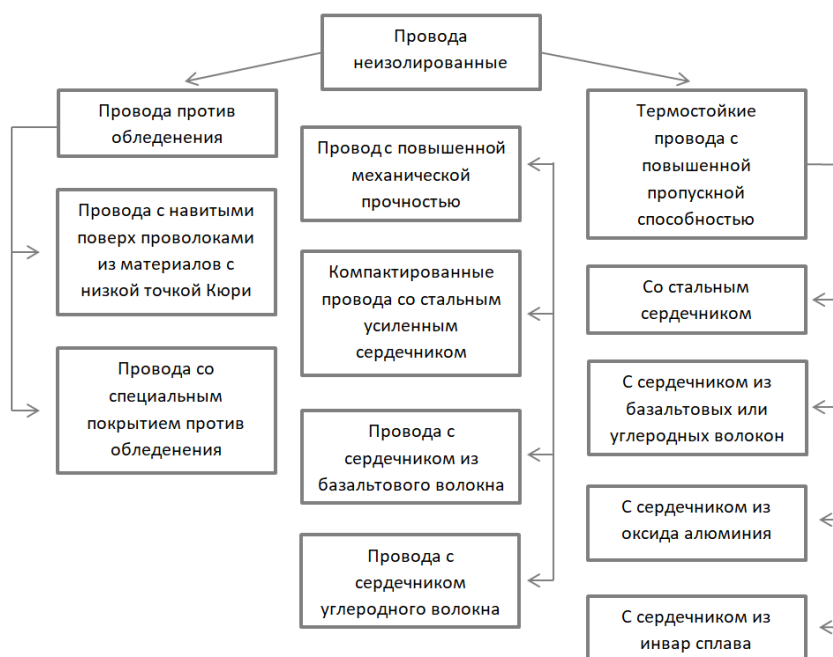 Провода
неизолированные
Провода против
обледенения
Провода с навитыми
поверх проволоками
из материалов с
низкой точкой Кюри
Провода со
специальным
покрытием против
обледенения
Провод с повышенной
механической
прочностью
Компактированные
провода со стальным
усиленным
сердечником
Провода с
сердечником из
базальтового волокна
Провода с
сердечником
углеродного волокна
Термостойкие
провода с
повышенной
пропускной
способностью
Со стальным
сердечником
С сердечником из
базальтовых или
углеродных волокон
С сердечником из
оксида алюминия
С сердечником из
инвар сплава